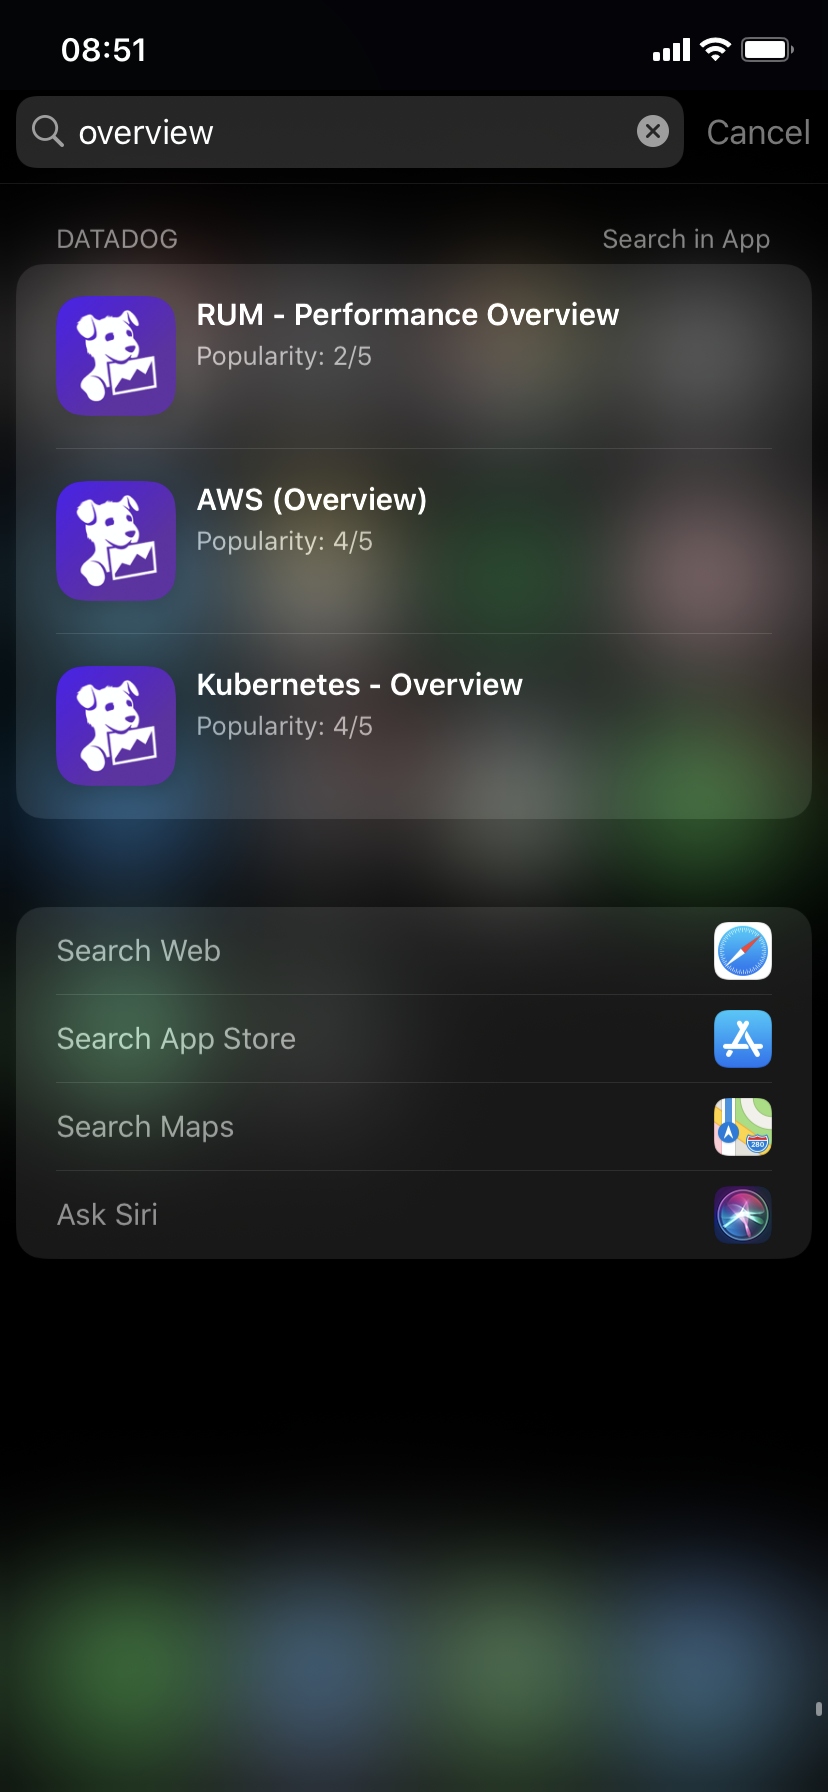 08:51
overview
Cancel
DATADOG
Search in App
RUM - Performance Overview
Popularity: 2/5
AWS (Overview)
Popularity: 4/5
Kubernetes - Overview
Popularity: 4/5
Search Web
Search App Store
Search Maps
280
Ask Siri